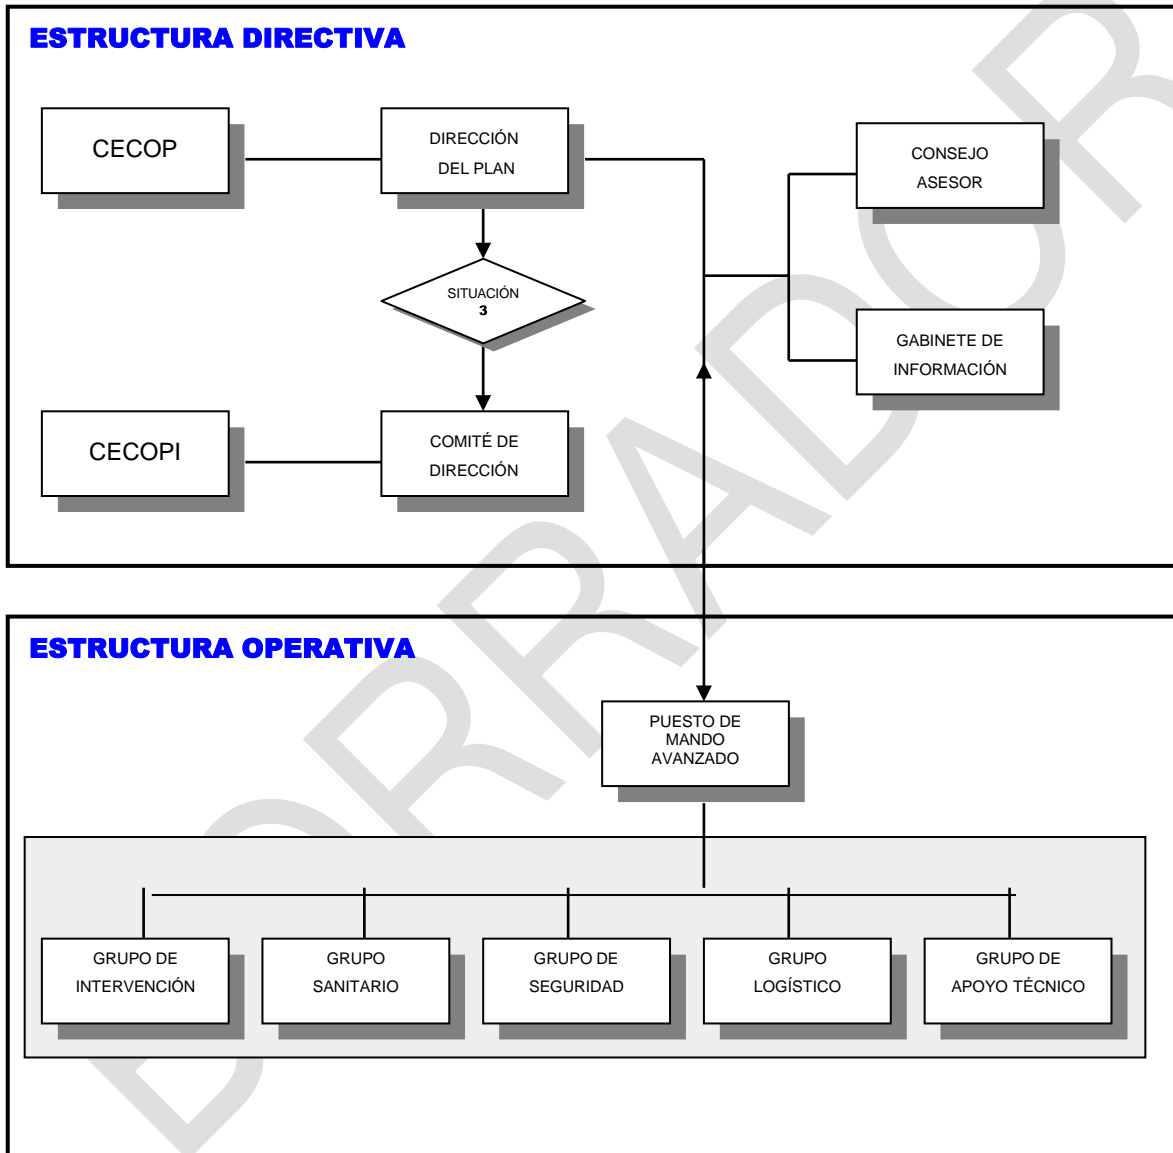 ESTRUCTURA DIRECTIVA
CECOP
DIRECCIÓN
DEL PLAN
CONSEJO
ASESOR
SITUACIÓN
3
GABINETE DE
INFORMACIÓN
CECOPI
COMITÉ DE
DIRECCIÓN
ESTRUCTURA OPERATIVA
PUESTO DE
MANDO
AVANZADO
GRUPO DE
INTERVENCIÓN
GRUPO
SANITARIO
GRUPO DE
SEGURIDAD
GRUPO
LOGÍSTICO
GRUPO DE
APOYO TÉCNICO
BORRADOR